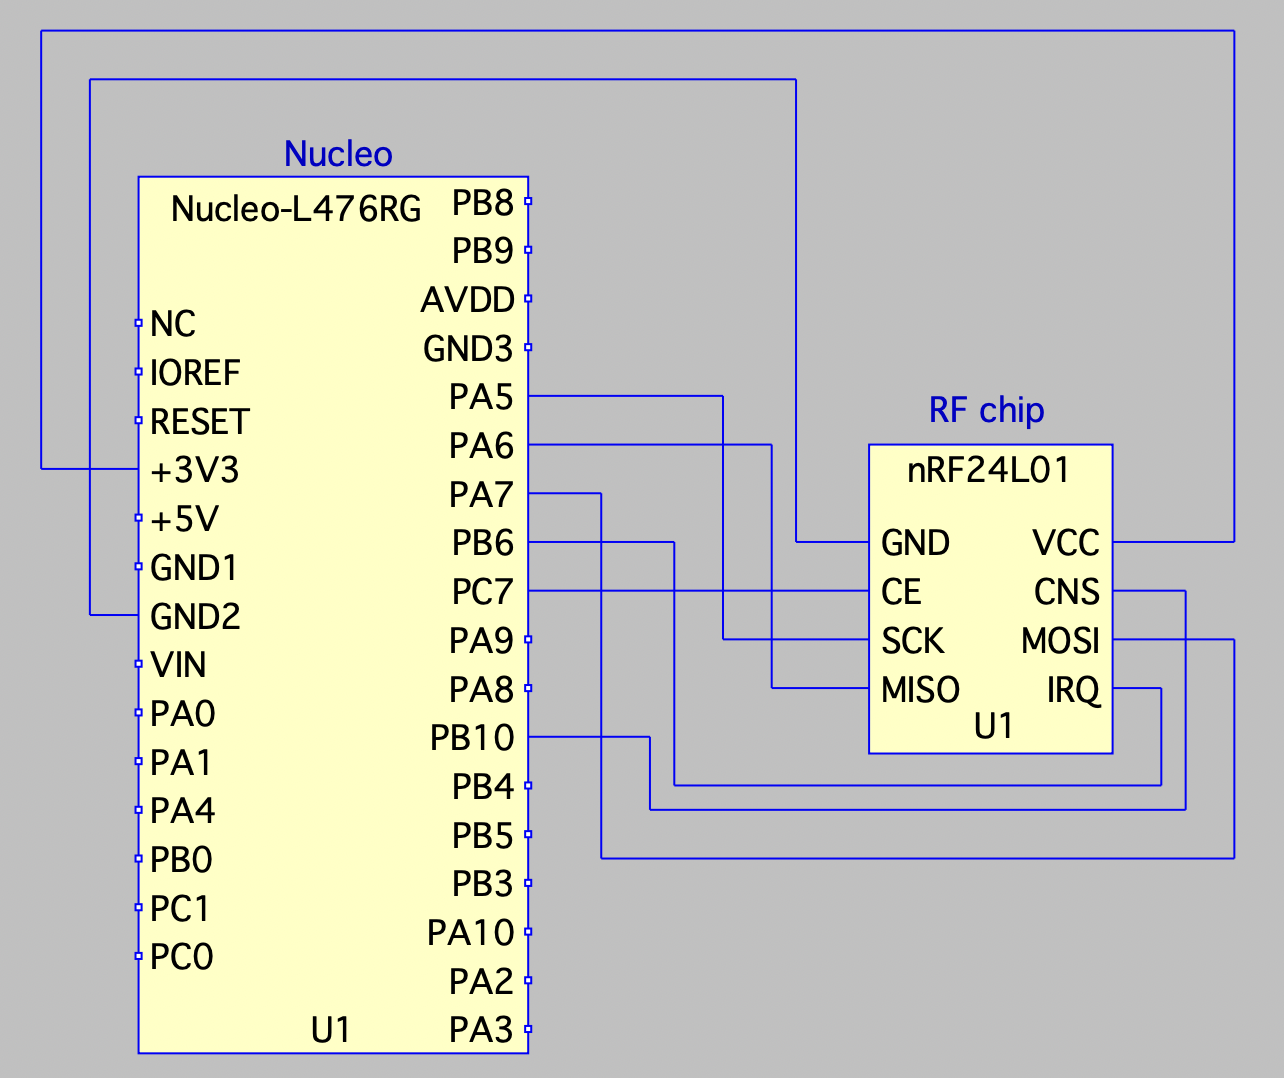 Nucleo
Nucleo-L476RG
NC
IOREF
RESET
+3V3
+5V
GND1
GND2
VIN
PA0
PA1
PA4
PB0
PC1
PC0
U1
PB8
PB9
AVDD
GND3
PA5
PA6
PA7
PB6
PC7
PA9
PA8
PB10
PB4
PB5
PB3
PA10
PA2
PA3
RF chip
nRF24L01
GND
CE
SCK
MISO
VCC
CNS
MOSI
IRQ
U1